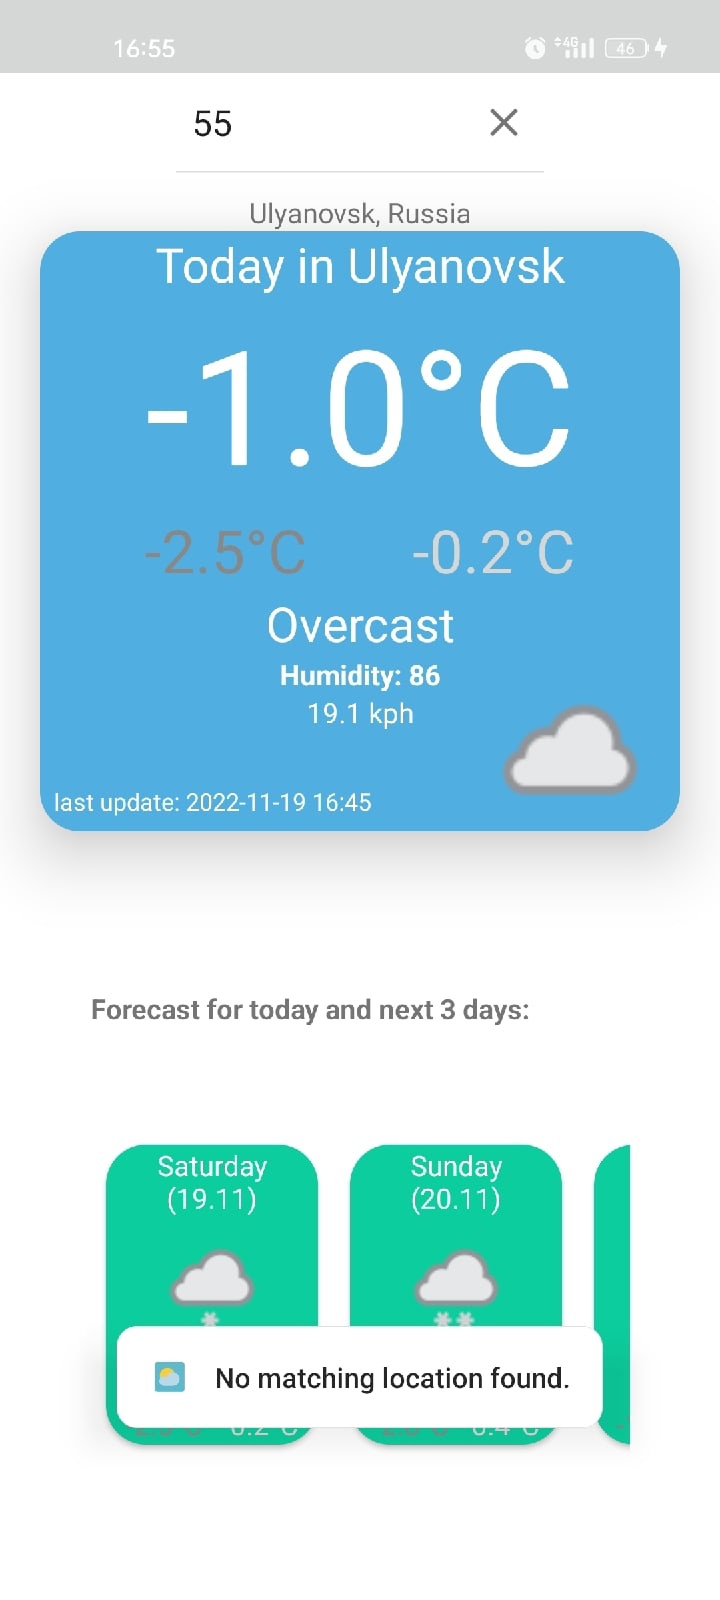 16:55
4G
46
55
Ulyanovsk, Russia
Today in Ulyanovsk
-1.0°C
-2.5°C -0.2°C
Overcast
Humidity: 86
19.1 kph
last update: 2022-11-19 16:45
Forecast for today and next 3 days:
Saturday
(19.11)
Sunday
(20.11)
No matching location found.